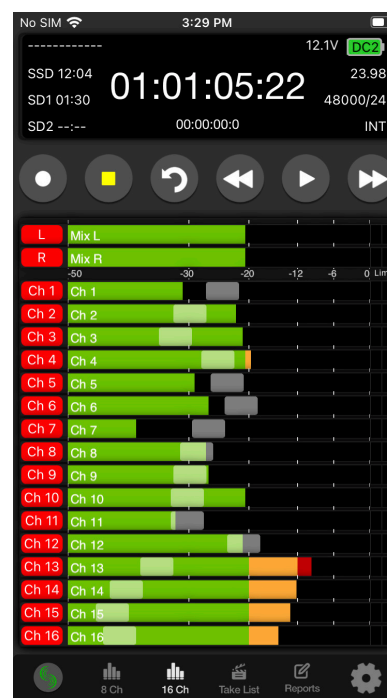 No SIM 3:29 PM
------------ 12.1V DC2
SSD 12:04 01:01:05:22 23.98
SD1 01:30 48000/24
SD2 --:-- 00:00:00:0 INT
L Mix L
R Mix R
-50 -30 -20 -12 -6 0 Lim
Ch 1 Ch 1
Ch 2 Ch 2
Ch 3 Ch 3
Ch 4 Ch 4
Ch 5 Ch 5
Ch 6 Ch 6
Ch 7 Ch 7
Ch 8 Ch 8
Ch 9 Ch 9
Ch 10 Ch 10
Ch 11 Ch 11
Ch 12 Ch 12
Ch 13 Ch 13
Ch 14 Ch 14
Ch 15 Ch 15
Ch 16 Ch 16
8 Ch 16 Ch Take List Reports